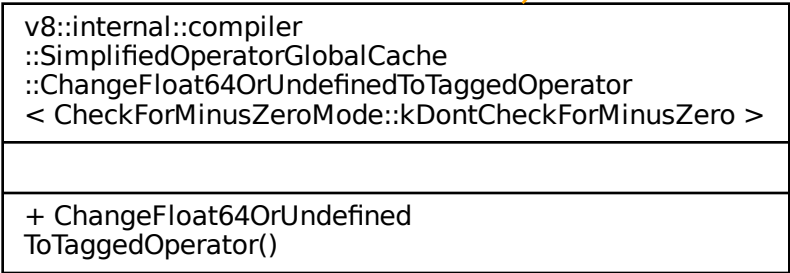 v8::internal::compiler
::SimplifiedOperatorGlobalCache
::ChangeFloat64OrUndefinedToTaggedOperator
< CheckForMinusZeroMode::kDontCheckForMinusZero >
+ ChangeFloat64OrUndefined
ToTaggedOperator()